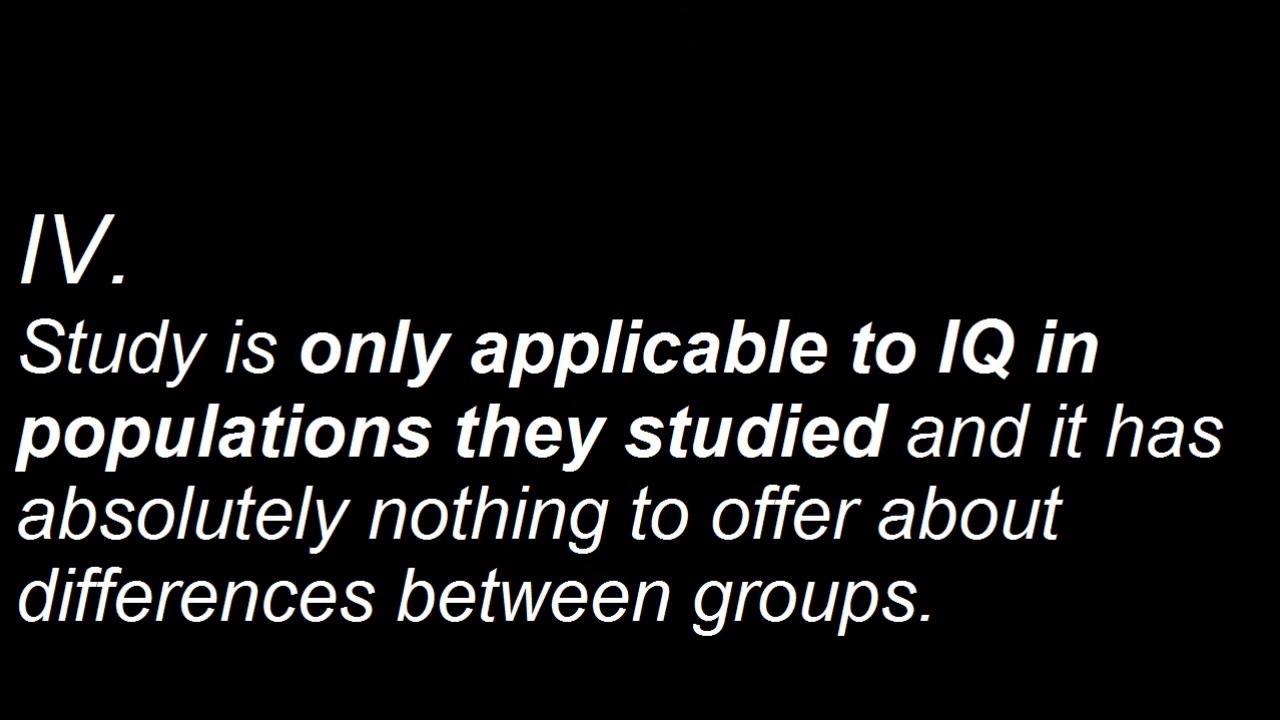 IV.
Study is only applicable to IQ in
populations they studied and it has
absolutely nothing to offer about
differences between groups.